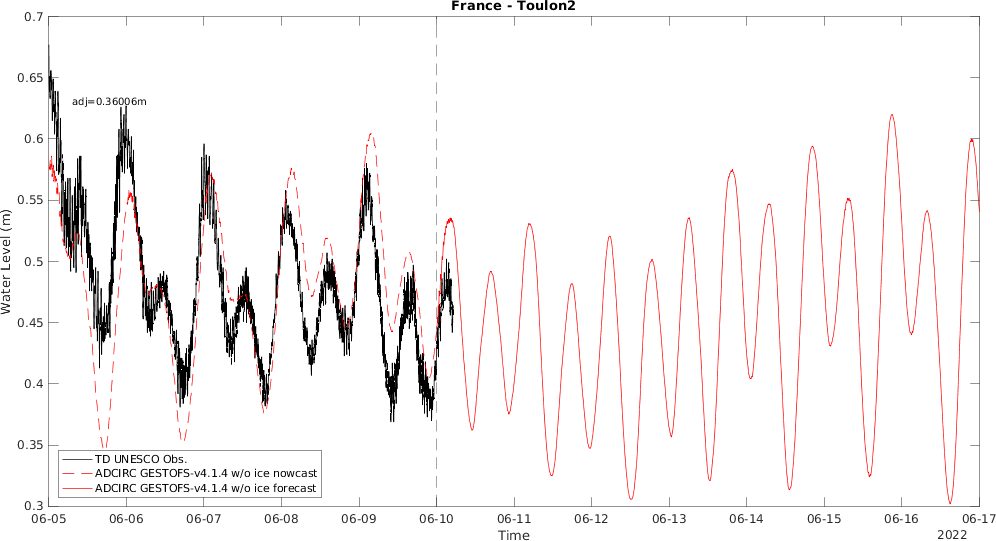 France - Toulon2
0.7
0.65
0.6
0.55
0.5
0.45
0.4
0.35
0.3
Water Level (m)
adj=0.36006m
TD UNESCO Obs.
ADCIRC GESTOFS-v4.1.4 w/o ice nowcast
ADCIRC GESTOFS-v4.1.4 w/o ice forecast
06-05 06-06 06-07 06-08 06-09 06-10 06-11 06-12 06-13 06-14 06-15 06-16 06-17
Time
2022